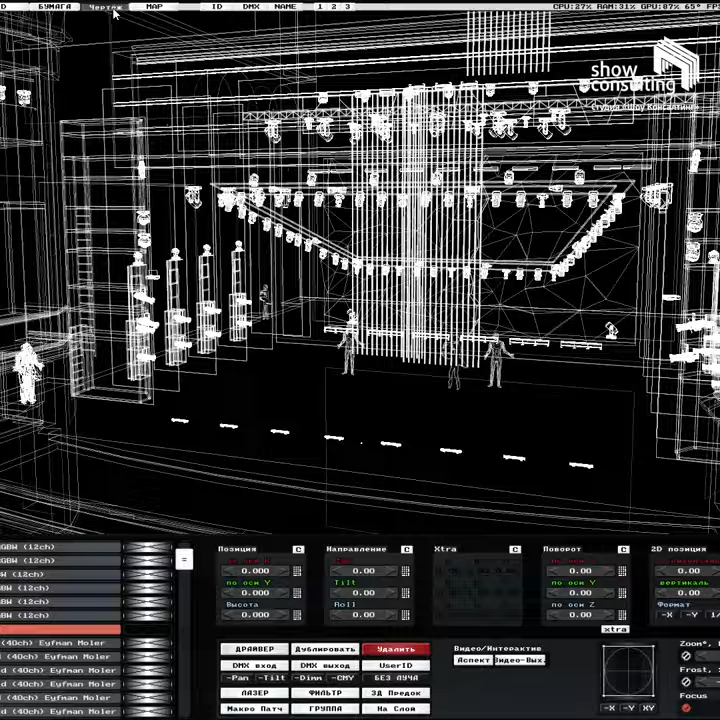 БУМАГА Чертеж MAP ID DMX NAME 1 2 3 CPU:27% RAM:31% GPU:87% 65° FP
show
consulting
GBW (12ch)
GBW (12ch)
W (12ch)
GBW (12ch)
GBW (12ch)
GBW (12ch)
(40ch) Eyfman Moler
(40ch) Eyfman Moler
d (40ch) Eyfman Moler
d (40ch) Eyfman Moler
d (40ch) Eyfman Moler
d (40ch) Eyfman Moler
Позиция C Направление C Xtra C Поворот C 2D позиция
0.000 0.00 0.00 0.00
по оси Y Tilt по оси Y вертикаль
0.000 0.00 0.00 0.00
Высота Roll по оси Z Формат
0.000 0.00 0.00 -X -Y 1/
xtra
ДРАЙВЕР Дублировать Удалить
DMX вход DMX выход UserID
-Pan -Tilt -Dimm -CMY БЕЗ ЛУЧА
ЛАЗЕР ФИЛЬТР 3Д Предок
Макро Патч ГРУППА На Слой
Видео/Интерактив
Аспект Видео-Вых.
-X -Y XY
Zoom°,
Frost,
Focus